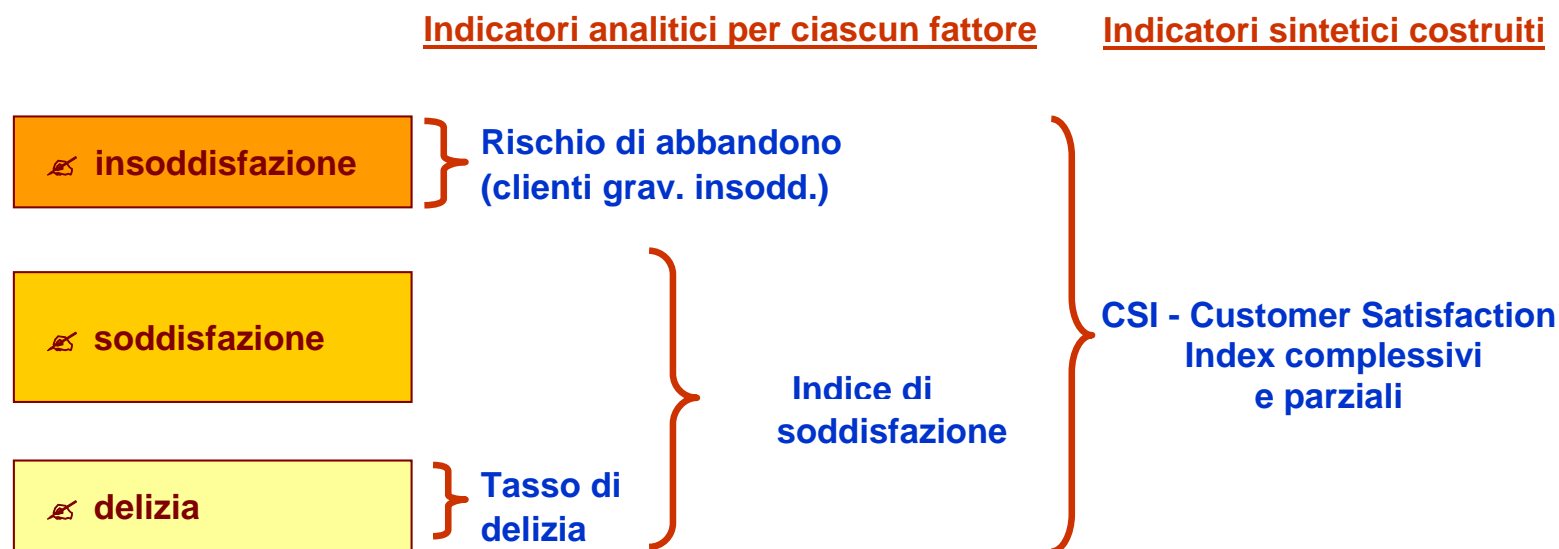 Indicatori analitici per ciascun fattore
Indicatori sintetici costruiti
insoddisfazione
Rischio di abbandono
(clienti grav. insodd.)
soddisfazione
Indice di
soddisfazione
CSI - Customer Satisfaction
Index complessivi
e parziali
delizia
Tasso di
delizia